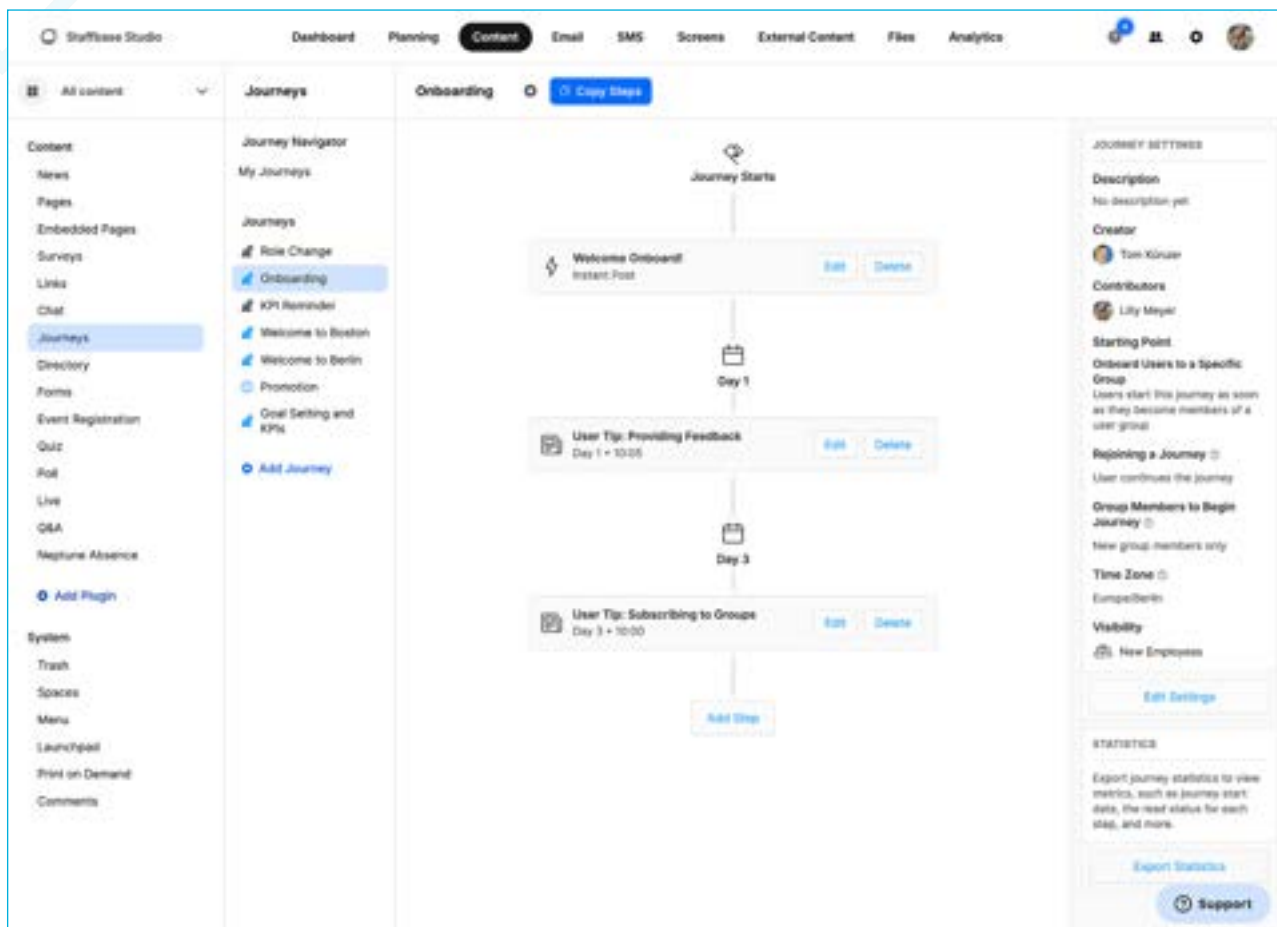 Staffbase Studio
Dashboard
Planning
Content
Email
SMS
Screens
External Content
Files
Analytics
All content
Journeys
Onboarding
Copy Steps
Content
News
Pages
Embedded Pages
Surveys
Links
Chat
Journeys
Directory
Forms
Event Registration
Quiz
Poll
Live
Q&A
Neptune Absence
Add Plugin
System
Trash
Spaces
Menu
Launchpad
Print on Demand
Comments
Journey Navigator
My Journeys
Journeys
Role Change
Onboarding
KPI Reminder
Welcome to Boston
Welcome to Berlin
Promotion
Goal Setting and
KPIs
Add Journey
Journey Starts
Welcome Onboard!
Instant Post
Edit
Delete
Day 1
User Tip: Providing Feedback
Day 1 • 10:05
Edit
Delete
Day 3
User Tip: Subscribing to Groups
Day 3 • 10:00
Edit
Delete
Add Step
JOURNEY SETTINGS
Description
No description yet
Creator
Tom Künzer
Contributors
Lilly Meyer
Starting Point
Onboard Users to a Specific
Group
Users start this journey as soon
as they become members of a
user group
Rejoining a Journey
User continues the journey
Group Members to Begin
Journey
New group members only
Time Zone
Europe/Berlin
Visibility
New Employees
Edit Settings
STATISTICS
Export journey statistics to view
metrics, such as journey start
date, the read status for each
step, and more.
Export Statistics
Support